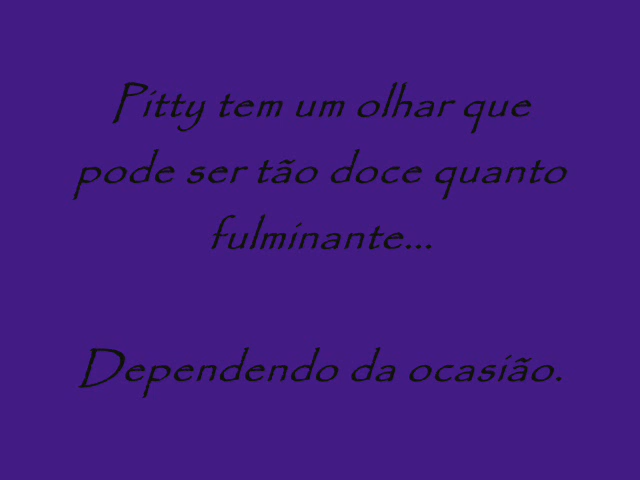 Pitty tem um olhar que
pode ser tão doce quanto
fulminante...
Dependendo da ocasião.